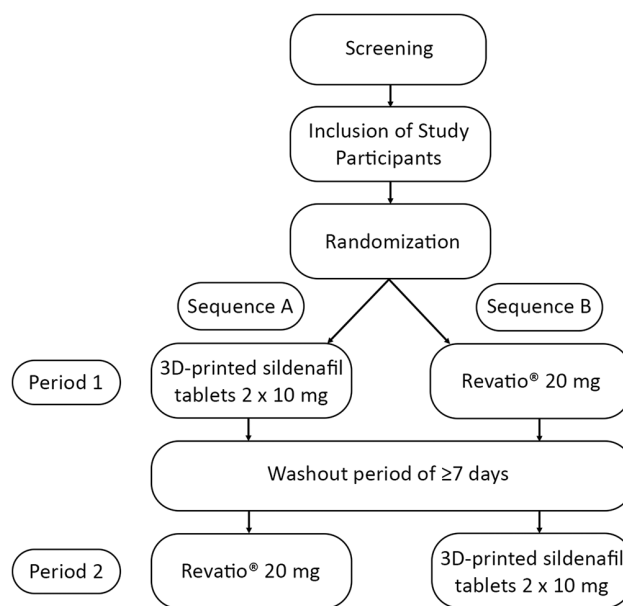 Screening
Inclusion of Study
Participants
Randomization
Sequence A
Sequence B
Period 1
3D-printed sildenafil
tablets 2 x 10 mg
Revatio® 20 mg
Washout period of ≥7 days
Period 2
Revatio® 20 mg
3D-printed sildenafil
tablets 2 x 10 mg